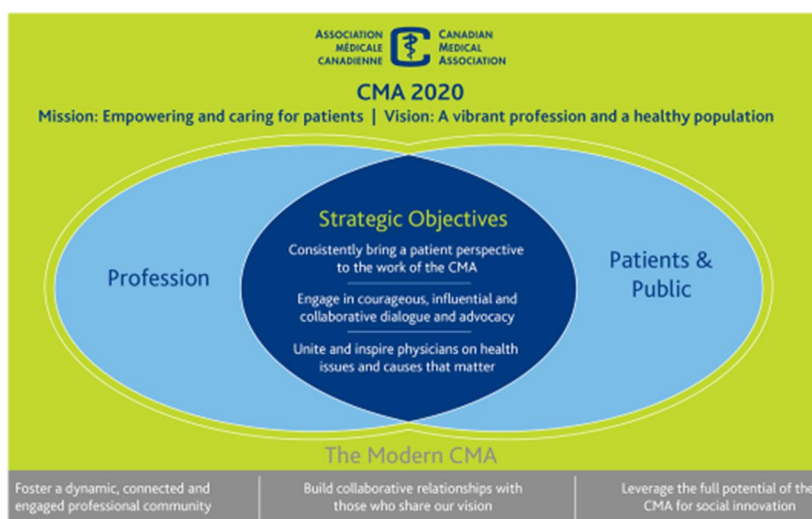 ASSOCIATION
MÉDICALE
CANADIENNE
CANADIAN
MEDICAL
ASSOCIATION
CMA 2020
Mission: Empowering and caring for patients | Vision: A vibrant profession and a healthy population
Profession
Strategic Objectives
Consistently bring a patient perspective
to the work of the CMA
Engage in courageous, influential and
collaborative dialogue and advocacy
Unite and inspire physicians on health
issues and causes that matter
Patients &
Public
The Modern CMA
Foster a dynamic, connected and
engaged professional community
Build collaborative relationships with
those who share our vision
Leverage the full potential of the
CMA for social innovation